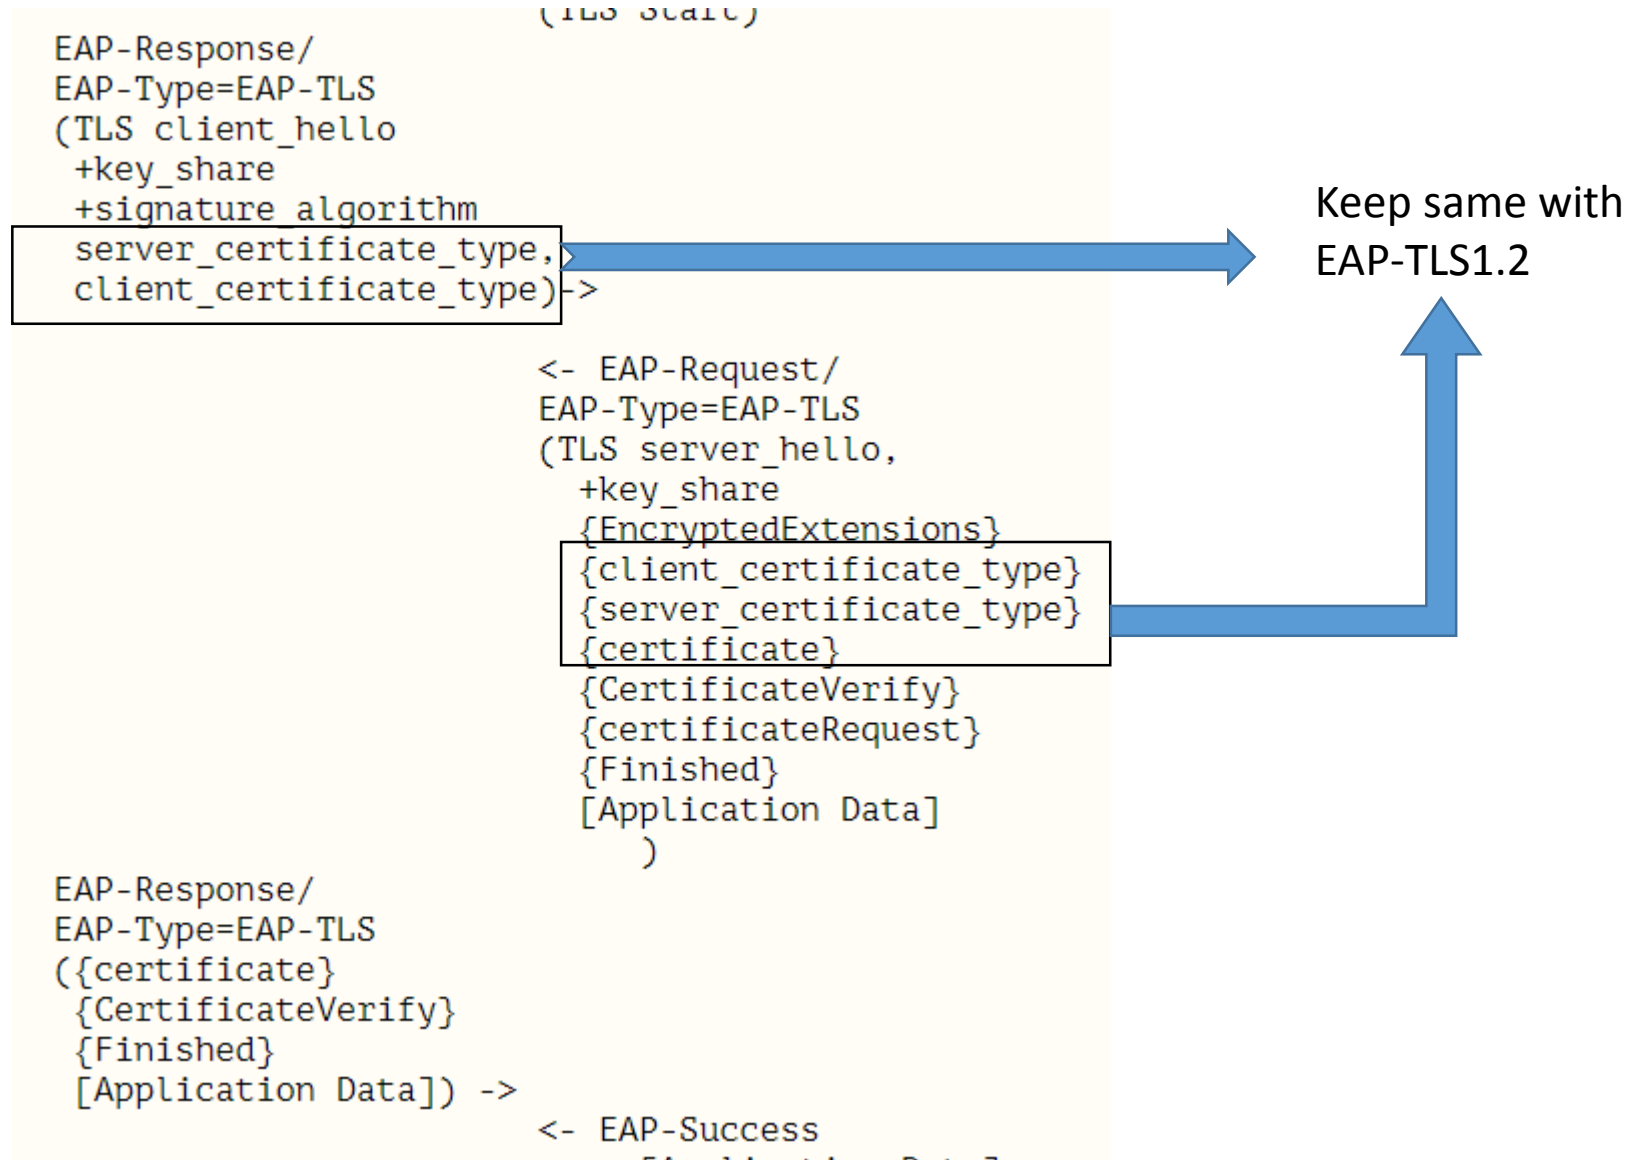 (TLS Start)
EAP-Response/
EAP-Type=EAP-TLS
(TLS client_hello
+key_share
+signature_algorithm
server_certificate_type,
client_certificate_type)->
Keep same with
EAP-TLS1.2
<- EAP-Request/
EAP-Type=EAP-TLS
(TLS server_hello,
+key_share
{EncryptedExtensions}
{client_certificate_type}
{server_certificate_type}
{certificate}
{CertificateVerify}
{certificateRequest}
{Finished}
[Application Data]
)
EAP-Response/
EAP-Type=EAP-TLS
({certificate}
{CertificateVerify}
{Finished}
[Application Data]) ->
<- EAP-Success